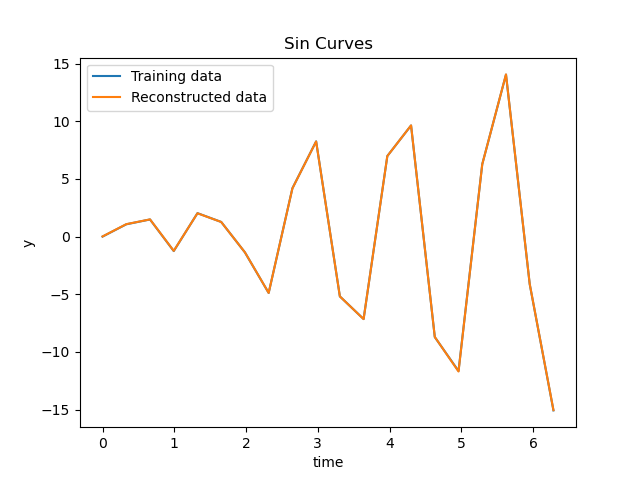 Sin Curves
Training data
Reconstructed data
15
10
5
0
−5
−10
−15
y
0 1 2 3 4 5 6
time